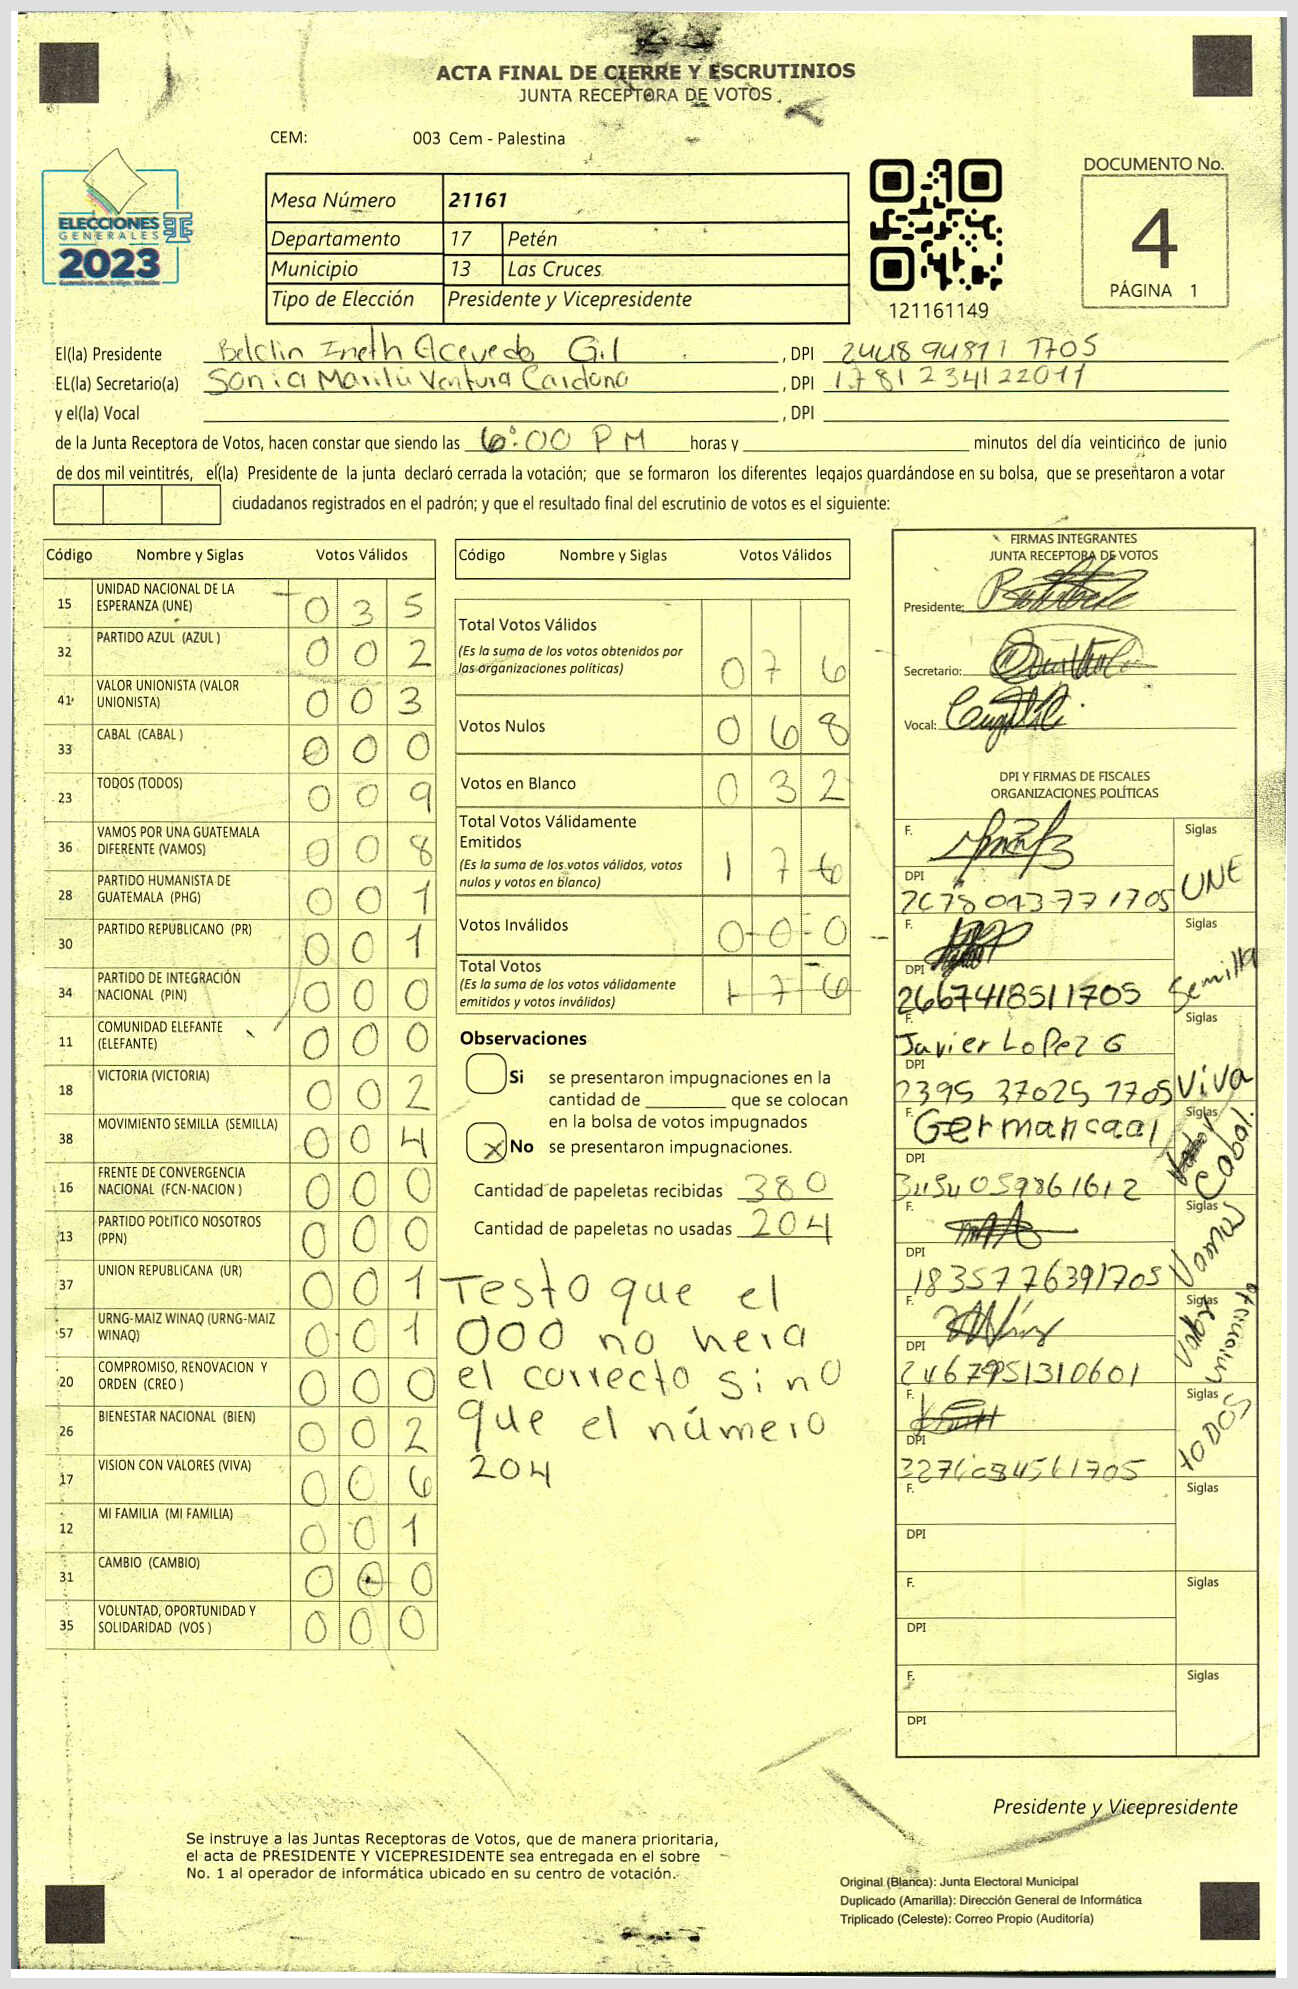 ACTA FINAL DE CIERRE Y ESCRUTINIOS
JUNTA RECEPTORA DE VOTOS
CEM: 003 Cem - Palestina
ELECCIONES
GENERALES
2023
Mesa Número 21161
Departamento 17 Petén
Municipio 13 Las Cruces
Tipo de Elección Presidente y Vicepresidente
121161149
DOCUMENTO No.
4
PÁGINA 1
El(la) Presidente Belclin Ineth Acevedo Gil, DPI 2448 94811 1705
EL(la) Secretario(a) Sonia Marilú Ventura Cardona, DPI 1781234122011
y el(la) Vocal , DPI
de la Junta Receptora de Votos, hacen constar que siendo las 6:00 PM horas y minutos del día veinticinco de junio
de dos mil veintitrés, el(la) Presidente de la junta declaró cerrada la votación; que se formaron los diferentes legajos guardándose en su bolsa, que se presentaron a votar
ciudadanos registrados en el padrón; y que el resultado final del escrutinio de votos es el siguiente:
Código Nombre y Siglas Votos Válidos
15 UNIDAD NACIONAL DE LA ESPERANZA (UNE) 0 3 5
32 PARTIDO AZUL (AZUL ) 0 0 2
41 VALOR UNIONISTA (VALOR UNIONISTA) 0 0 3
33 CABAL (CABAL ) 0 0 0
23 TODOS (TODOS) 0 0 9
36 VAMOS POR UNA GUATEMALA DIFERENTE (VAMOS) 0 0 8
28 PARTIDO HUMANISTA DE GUATEMALA (PHG) 0 0 1
30 PARTIDO REPUBLICANO (PR) 0 0 1
34 PARTIDO DE INTEGRACIÓN NACIONAL (PIN) 0 0 0
11 COMUNIDAD ELEFANTE (ELEFANTE) 0 0 0
18 VICTORIA (VICTORIA) 0 0 2
38 MOVIMIENTO SEMILLA (SEMILLA) 0 0 4
16 FRENTE DE CONVERGENCIA NACIONAL (FCN-NACION ) 0 0 0
13 PARTIDO POLITICO NOSOTROS (PPN) 0 0 0
37 UNION REPUBLICANA (UR) 0 0 1
57 URNG-MAIZ WINAQ (URNG-MAIZ WINAQ) 0 0 1
20 COMPROMISO, RENOVACION Y ORDEN (CREO ) 0 0 0
26 BIENESTAR NACIONAL (BIEN) 0 0 2
17 VISION CON VALORES (VIVA) 0 0 6
12 MI FAMILIA (MI FAMILIA) 0 0 1
31 CAMBIO (CAMBIO) 0 0 0
35 VOLUNTAD, OPORTUNIDAD Y SOLIDARIDAD (VOS ) 0 0 0
Código Nombre y Siglas Votos Válidos
Total Votos Válidos 0 7 6
(Es la suma de los votos obtenidos por
las organizaciones políticas)
Votos Nulos 0 6 8
Votos en Blanco 0 3 2
Total Votos Válidamente
Emitidos 1 7 6
(Es la suma de los votos válidos, votos
nulos y votos en blanco)
Votos Inválidos 0-0-0
Total Votos 1 7 6
(Es la suma de los votos válidamente
emitidos y votos inválidos)
Observaciones
Si se presentaron impugnaciones en la
cantidad de ________ que se colocan
en la bolsa de votos impugnados
x No se presentaron impugnaciones.
Cantidad de papeletas recibidas 380
Cantidad de papeletas no usadas 204
Testo que el
000 no hera
el correcto sino
que el número
204
FIRMAS INTEGRANTES
JUNTA RECEPTORA DE VOTOS
Presidente:
Secretario:
Vocal:
DPI Y FIRMAS DE FISCALES
ORGANIZACIONES POLÍTICAS
F. Siglas
DPI UNE
F. Siglas
DPI
2667418511705 Semilla
F. Siglas
Javier Lopez G
DPI
2395 37025 1705 Viva
F. Siglas
German caal
DPI Cabal.
F. Siglas
DPI
1835776391705 Vamos
F. Siglas
DPI Valor
2467951310601
F. Siglas
DPI TODOS
F. Siglas
DPI
F. Siglas
DPI
F. Siglas
DPI
Presidente y Vicepresidente
Se instruye a las Juntas Receptoras de Votos, que de manera prioritaria,
el acta de PRESIDENTE Y VICEPRESIDENTE sea entregada en el sobre
No. 1 al operador de informática ubicado en su centro de votación.
Original (Blanca): Junta Electoral Municipal
Duplicado (Amarilla): Dirección General de Informática
Triplicado (Celeste): Correo Propio (Auditoría)